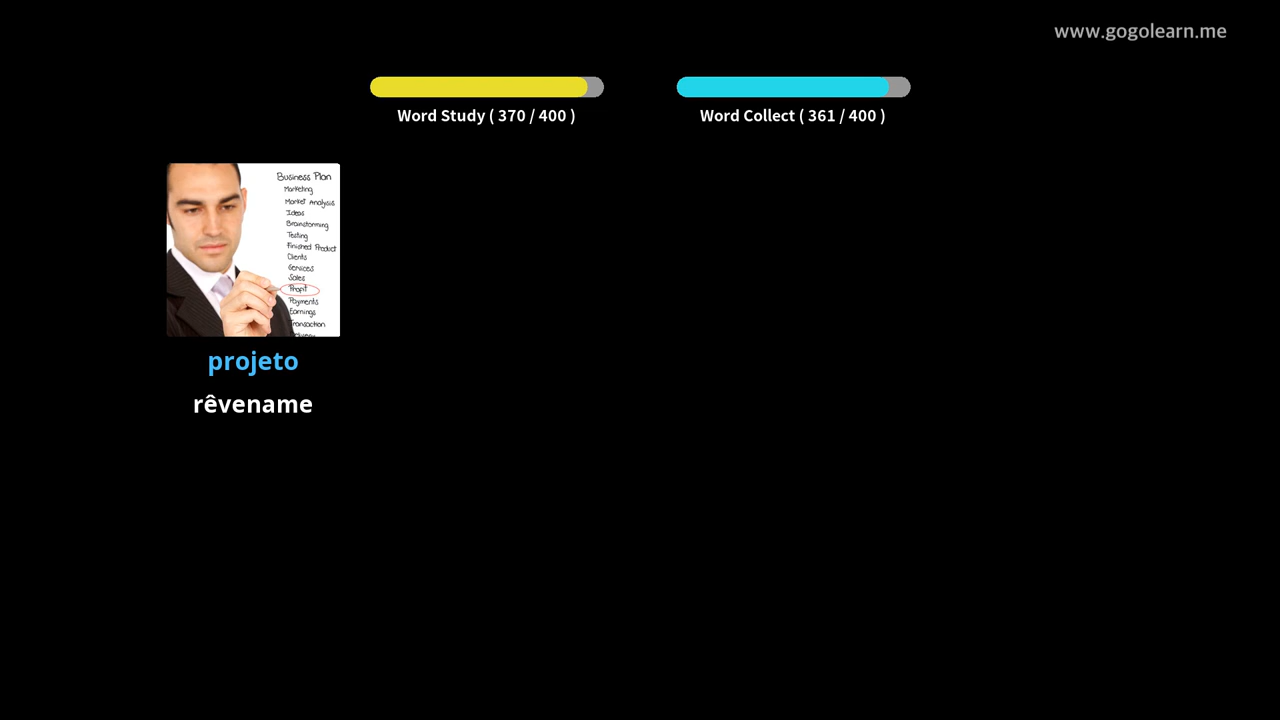 www.gogolearn.me
Word Study ( 370 / 400 )
Word Collect ( 361 / 400 )
Business Plan
Marketing
Market Analysis
Ideas
Brainstorming
Testing
Finished Product
Clients
Services
Sales
Profit
Payments
Earnings
Transaction
projeto
rêvename